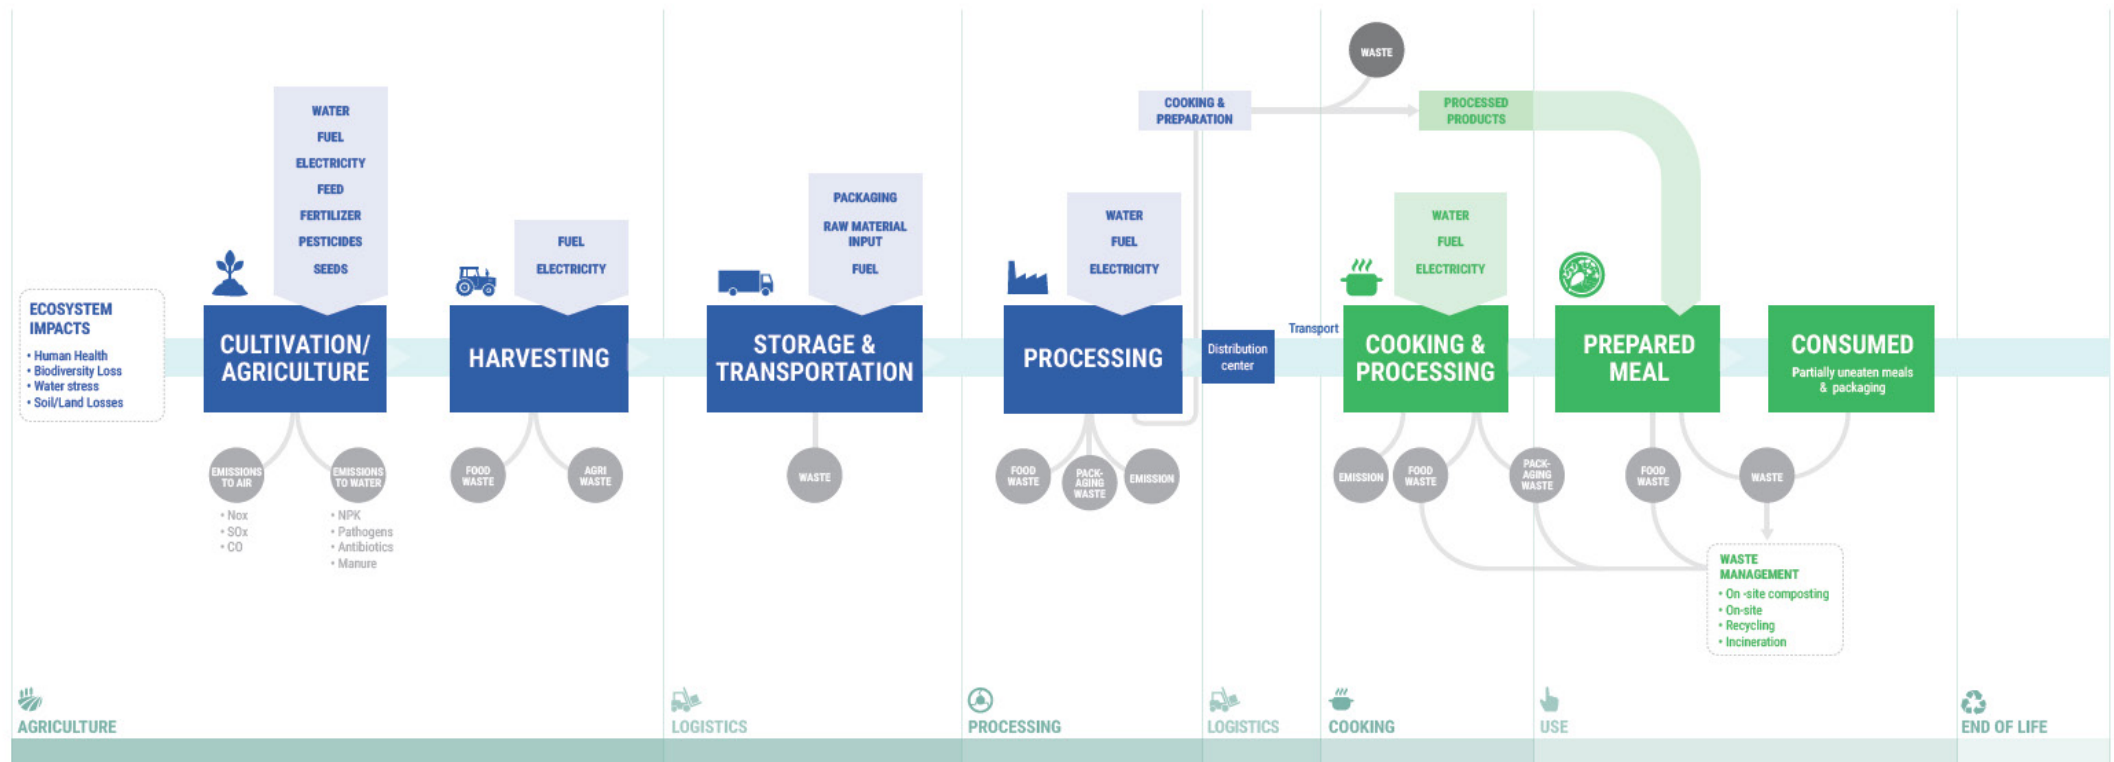 WASTE
COOKING &
PREPARATION
PROCESSED
PRODUCTS
WATER
FUEL
ELECTRICITY
FEED
FERTILIZER
PESTICIDES
SEEDS
FUEL
ELECTRICITY
PACKAGING
RAW MATERIAL
INPUT
FUEL
WATER
FUEL
ELECTRICITY
WATER
FUEL
ELECTRICITY
ECOSYSTEM
IMPACTS
• Human Health
• Biodiversity Loss
• Water stress
• Soil/Land Losses
CULTIVATION/
AGRICULTURE
HARVESTING
STORAGE &
TRANSPORTATION
PROCESSING
Distribution
center
Transport
COOKING &
PROCESSING
PREPARED
MEAL
CONSUMED
Partially uneaten meals
& packaging
EMISSIONS
TO AIR
• Nox
• SOx
• CO
EMISSIONS
TO WATER
• NPK
• Pathogens
• Antibiotics
• Manure
FOOD
WASTE
AGRI
WASTE
WASTE
FOOD
WASTE
PACK-
AGING
WASTE
EMISSION
EMISSION
FOOD
WASTE
PACK-
AGING
WASTE
FOOD
WASTE
WASTE
WASTE
MANAGEMENT
• On -site composting
• On-site
• Recycling
• Incineration
AGRICULTURE
LOGISTICS
PROCESSING
LOGISTICS
COOKING
USE
END OF LIFE